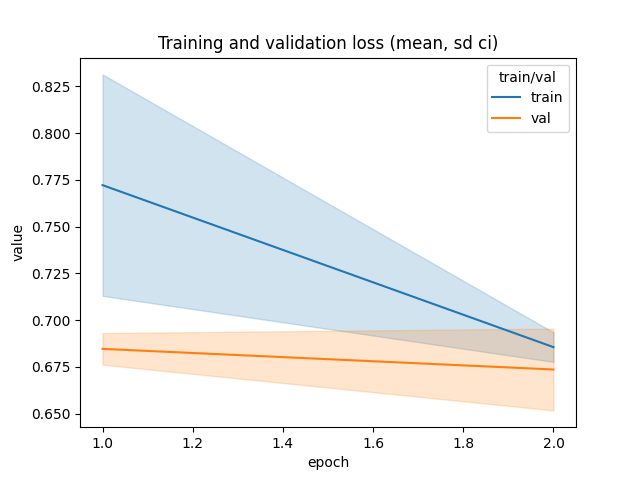 Training and validation loss (mean, sd ci)
train/val
train
val
value
0.825
0.800
0.775
0.750
0.725
0.700
0.675
0.650
1.0 1.2 1.4 1.6 1.8 2.0
epoch